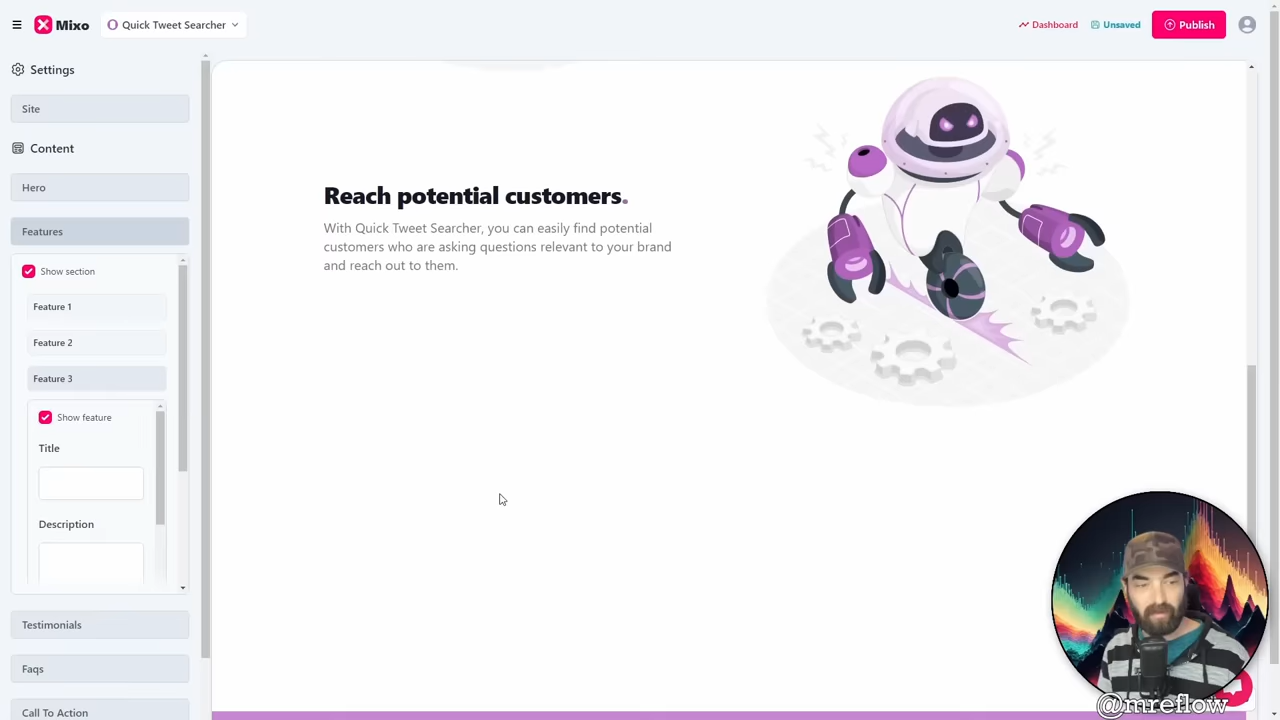 Mixo
Quick Tweet Searcher
Dashboard
Unsaved
Publish
Settings
Site
Content
Hero
Features
Show section
Feature 1
Feature 2
Feature 3
Show feature
Title
Description
Testimonials
Faqs
Call To Action
Reach potential customers.
With Quick Tweet Searcher, you can easily find potential
customers who are asking questions relevant to your brand
and reach out to them.
@mreflow